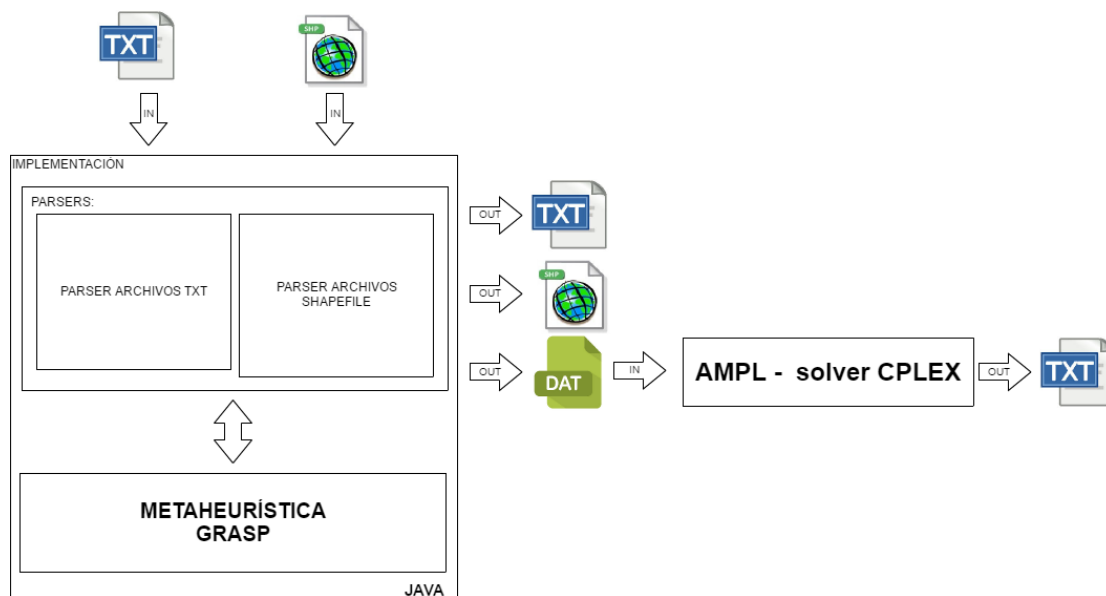 TXT
SHP
IN
IN
IMPLEMENTACIÓN
PARSERS:
PARSER ARCHIVOS TXT
PARSER ARCHIVOS
SHAPEFILE
OUT
TXT
OUT
SHP
OUT
DAT
IN
AMPL - solver CPLEX
OUT
TXT
METAHEURÍSTICA
GRASP
JAVA